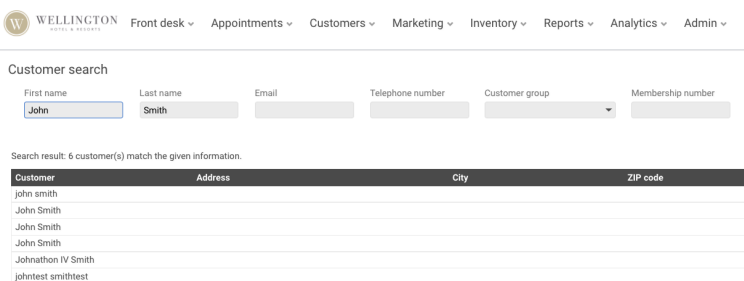 WELLINGTON
HOTEL & RESORTS
Front desk Appointments Customers Marketing Inventory Reports Analytics Admin
Customer search
First name Last name Email Telephone number Customer group Membership number
John Smith
Search result: 6 customer(s) match the given information.
Customer Address City ZIP code
john smith
John Smith
John Smith
John Smith
Johnathon IV Smith
johntest smithtest